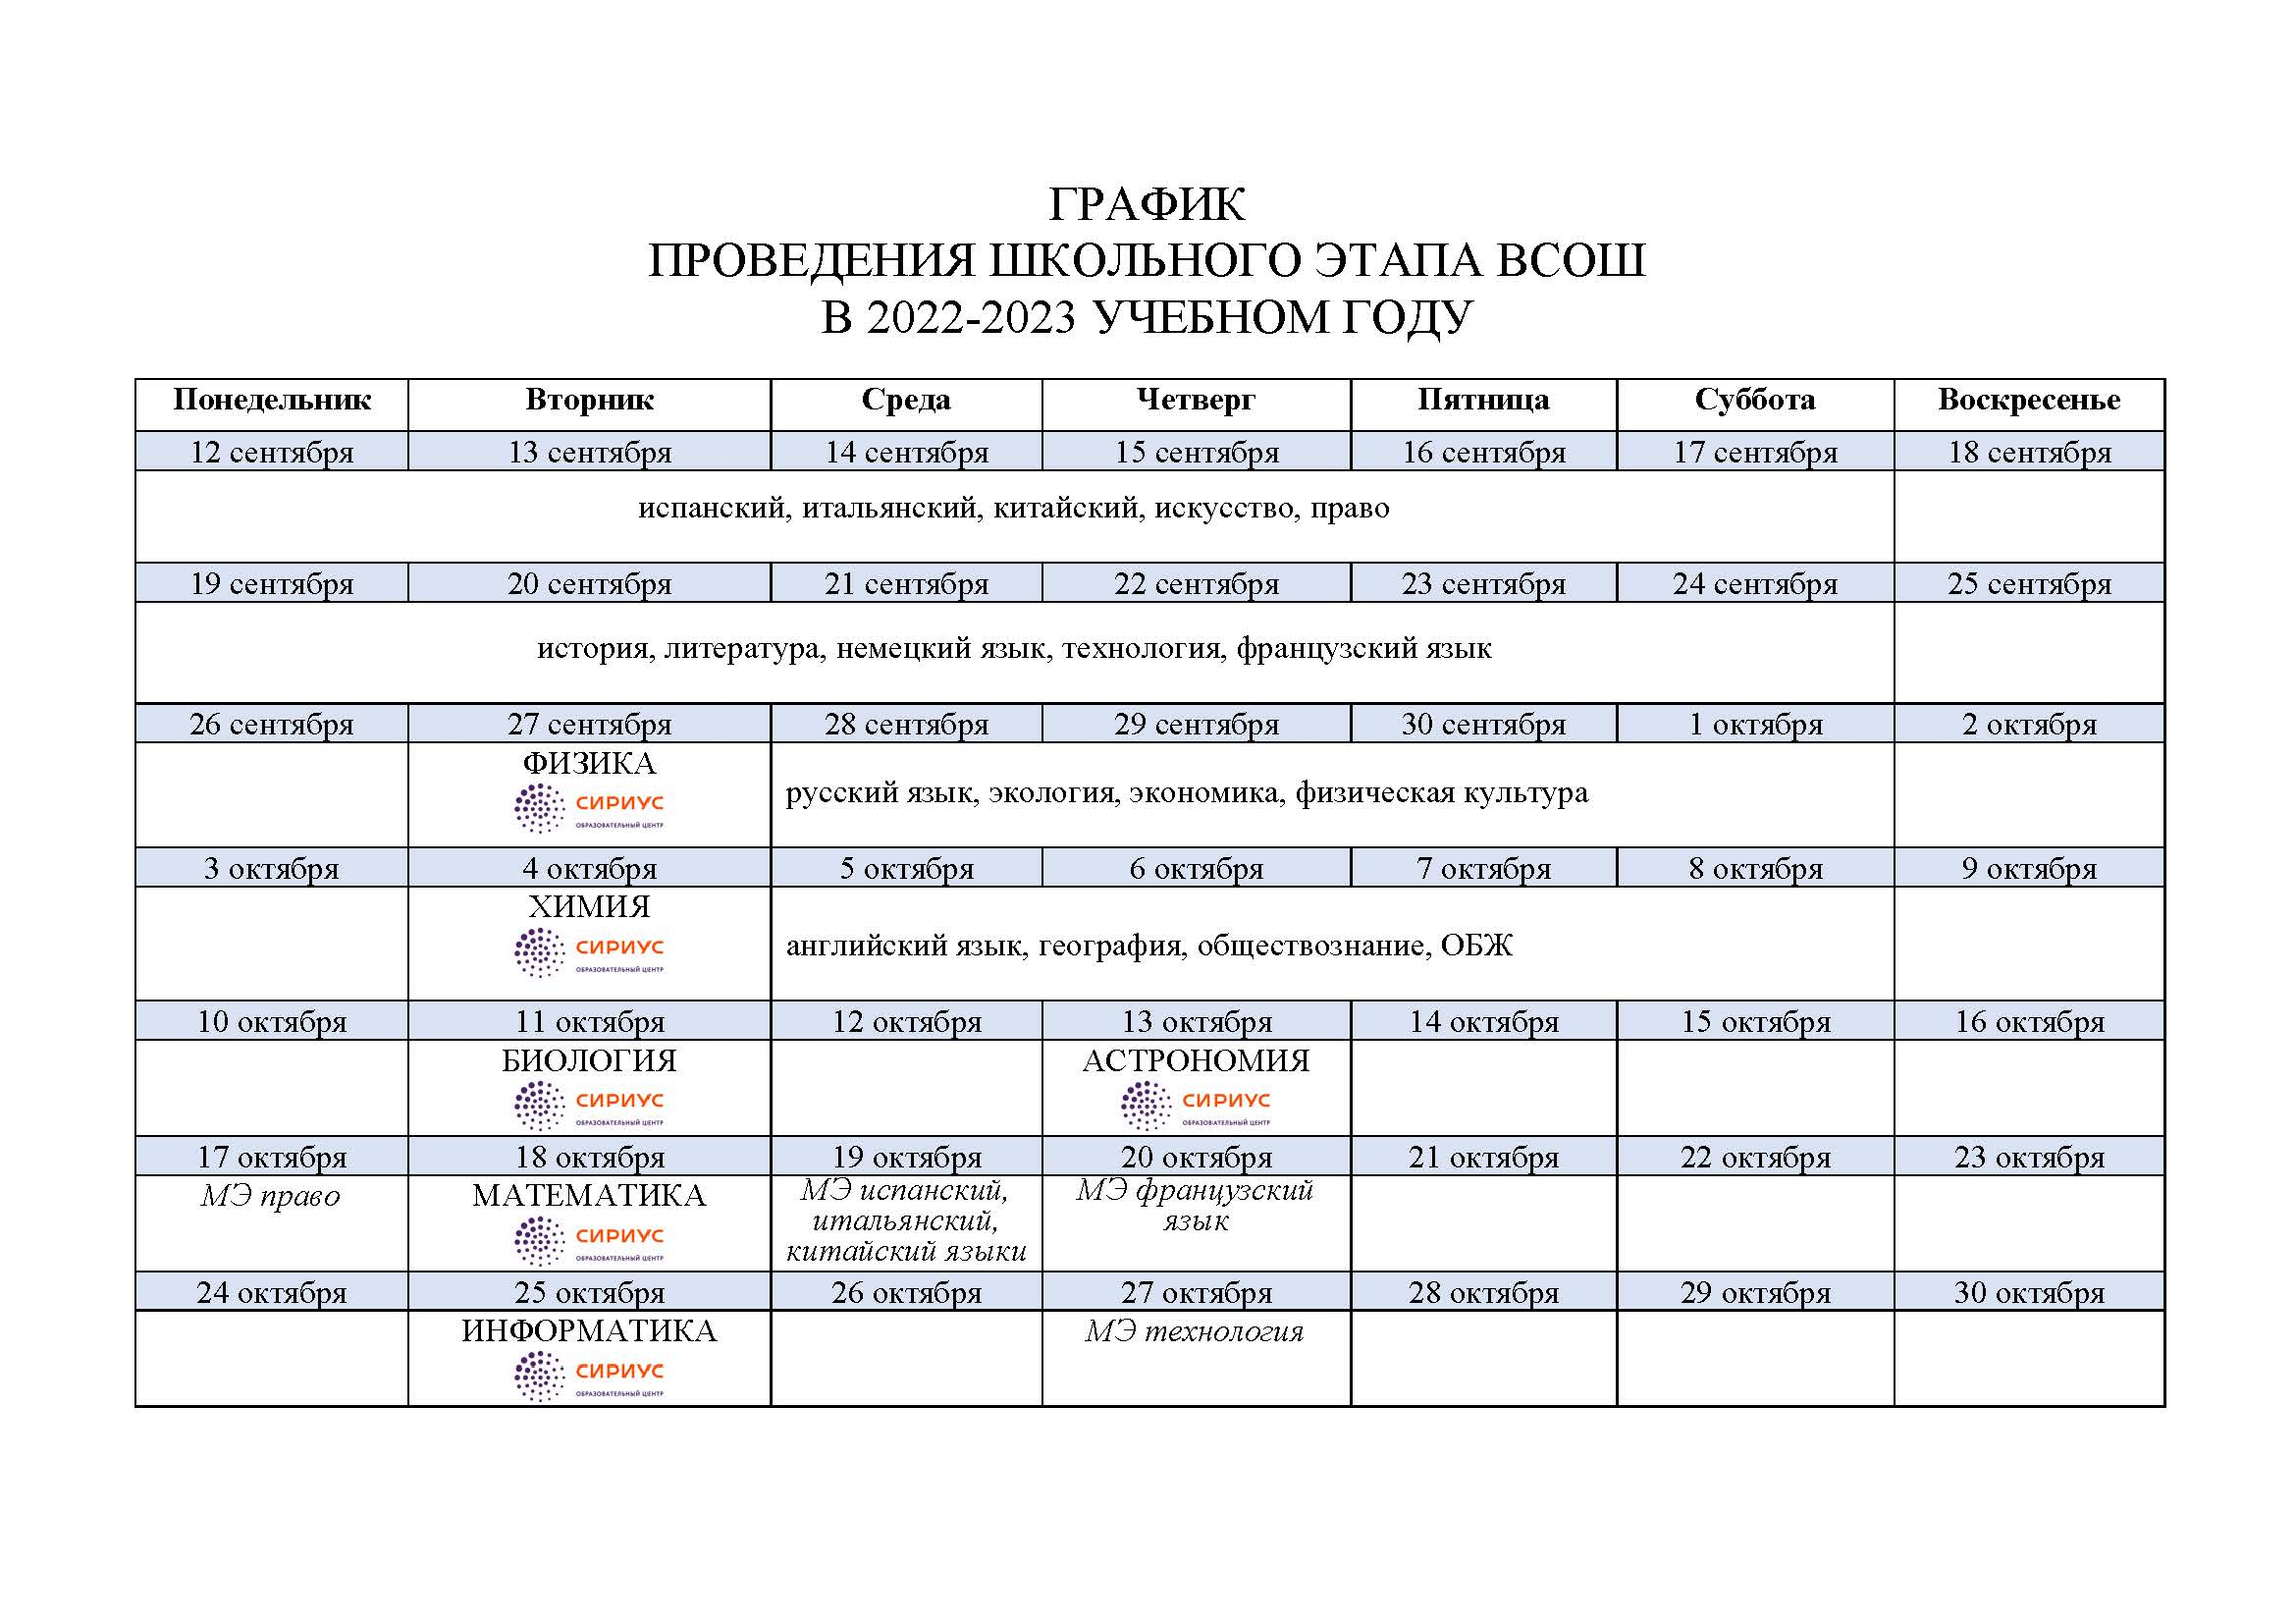 ГРАФИК
ПРОВЕДЕНИЯ ШКОЛЬНОГО ЭТАПА ВСОШ
В 2022-2023 УЧЕБНОМ ГОДУ
Понедельник Вторник Среда Четверг Пятница Суббота Воскресенье
12 сентября 13 сентября 14 сентября 15 сентября 16 сентября 17 сентября 18 сентября
испанский, итальянский, китайский, искусство, право
19 сентября 20 сентября 21 сентября 22 сентября 23 сентября 24 сентября 25 сентября
история, литература, немецкий язык, технология, французский язык
26 сентября 27 сентября 28 сентября 29 сентября 30 сентября 1 октября 2 октября
ФИЗИКА
СИРИУС
ОБРАЗОВАТЕЛЬНЫЙ ЦЕНТР
русский язык, экология, экономика, физическая культура
3 октября 4 октября 5 октября 6 октября 7 октября 8 октября 9 октября
ХИМИЯ
СИРИУС
ОБРАЗОВАТЕЛЬНЫЙ ЦЕНТР
английский язык, география, обществознание, ОБЖ
10 октября 11 октября 12 октября 13 октября 14 октября 15 октября 16 октября
БИОЛОГИЯ
СИРИУС
ОБРАЗОВАТЕЛЬНЫЙ ЦЕНТР
АСТРОНОМИЯ
СИРИУС
ОБРАЗОВАТЕЛЬНЫЙ ЦЕНТР
17 октября 18 октября 19 октября 20 октября 21 октября 22 октября 23 октября
МЭ право
МАТЕМАТИКА
СИРИУС
ОБРАЗОВАТЕЛЬНЫЙ ЦЕНТР
МЭ испанский,
итальянский,
китайский языки
МЭ французский
язык
24 октября 25 октября 26 октября 27 октября 28 октября 29 октября 30 октября
ИНФОРМАТИКА
СИРИУС
ОБРАЗОВАТЕЛЬНЫЙ ЦЕНТР
МЭ технология